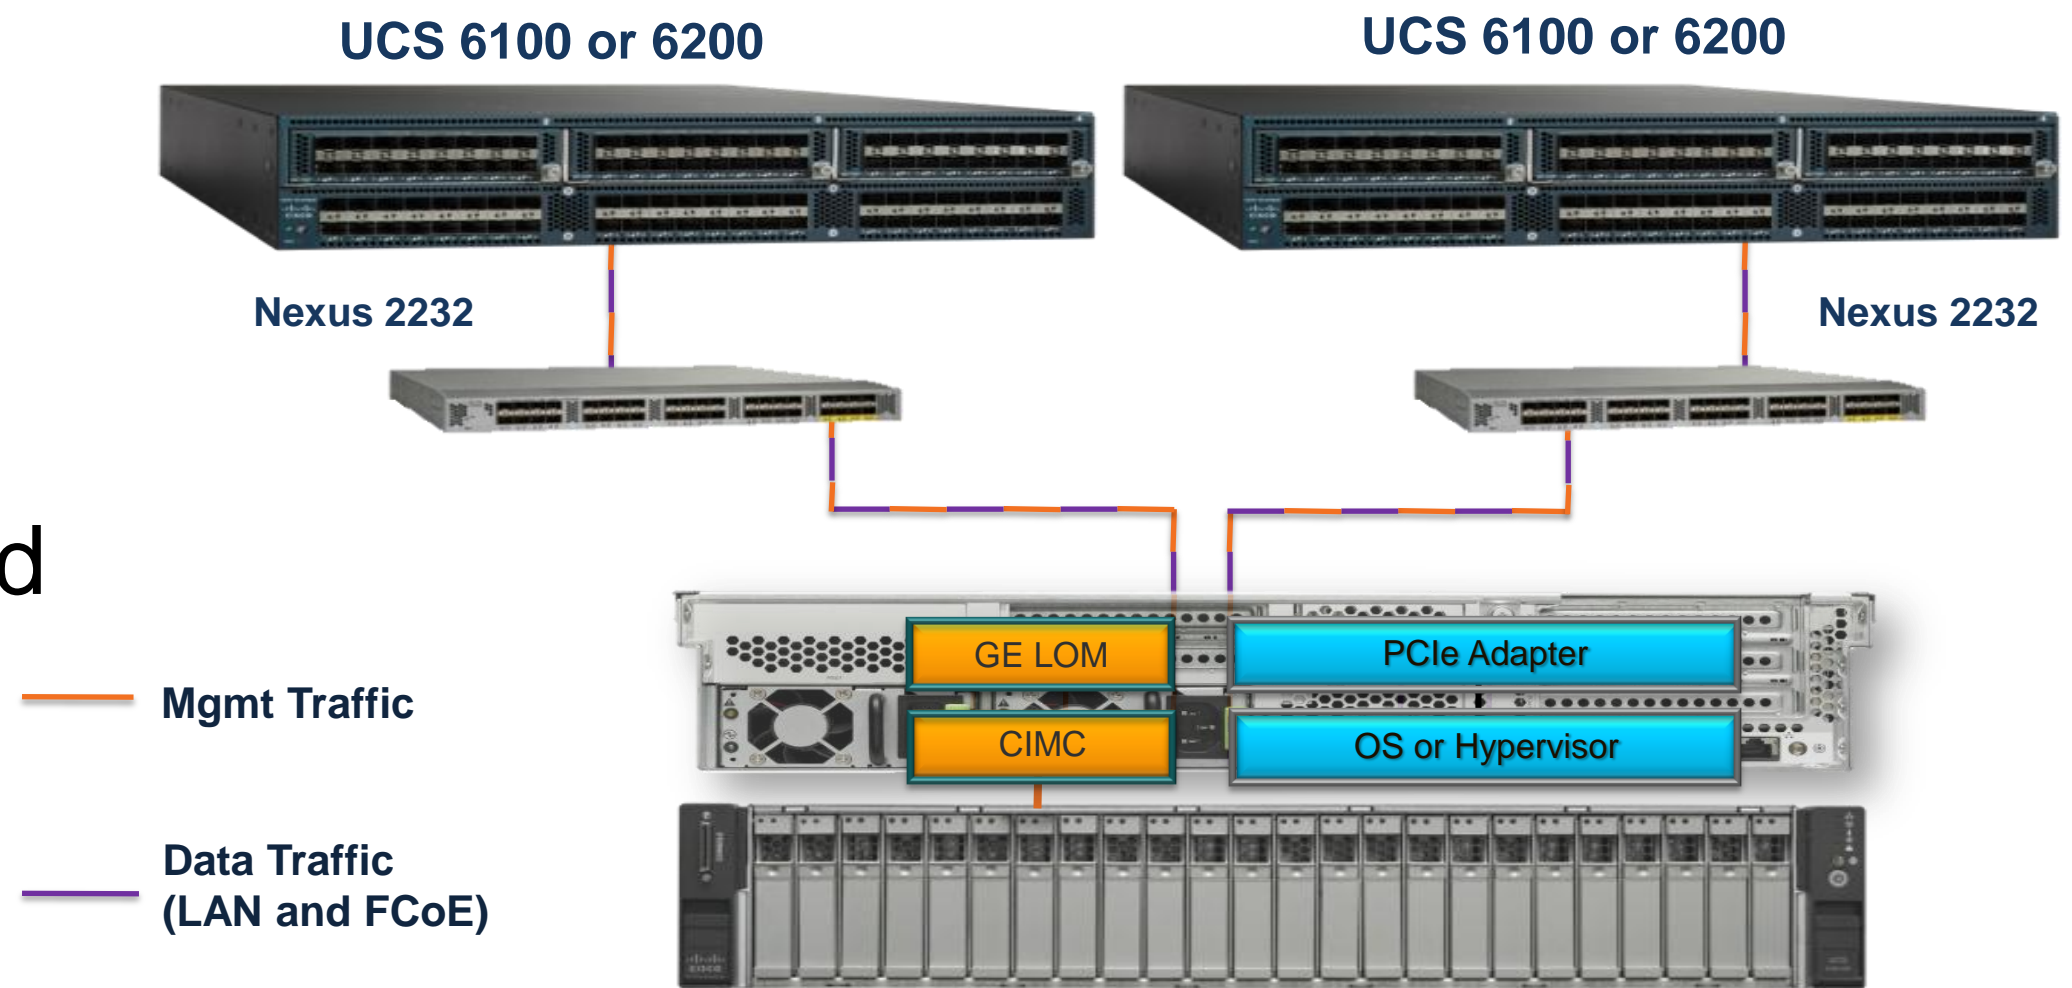 UCS 6100 or 6200
UCS 6100 or 6200
Nexus 2232
Nexus 2232
d
GE LOM
PCIe Adapter
Mgmt Traffic
CIMC
OS or Hypervisor
Data Traffic
(LAN and FCoE)
CISCO